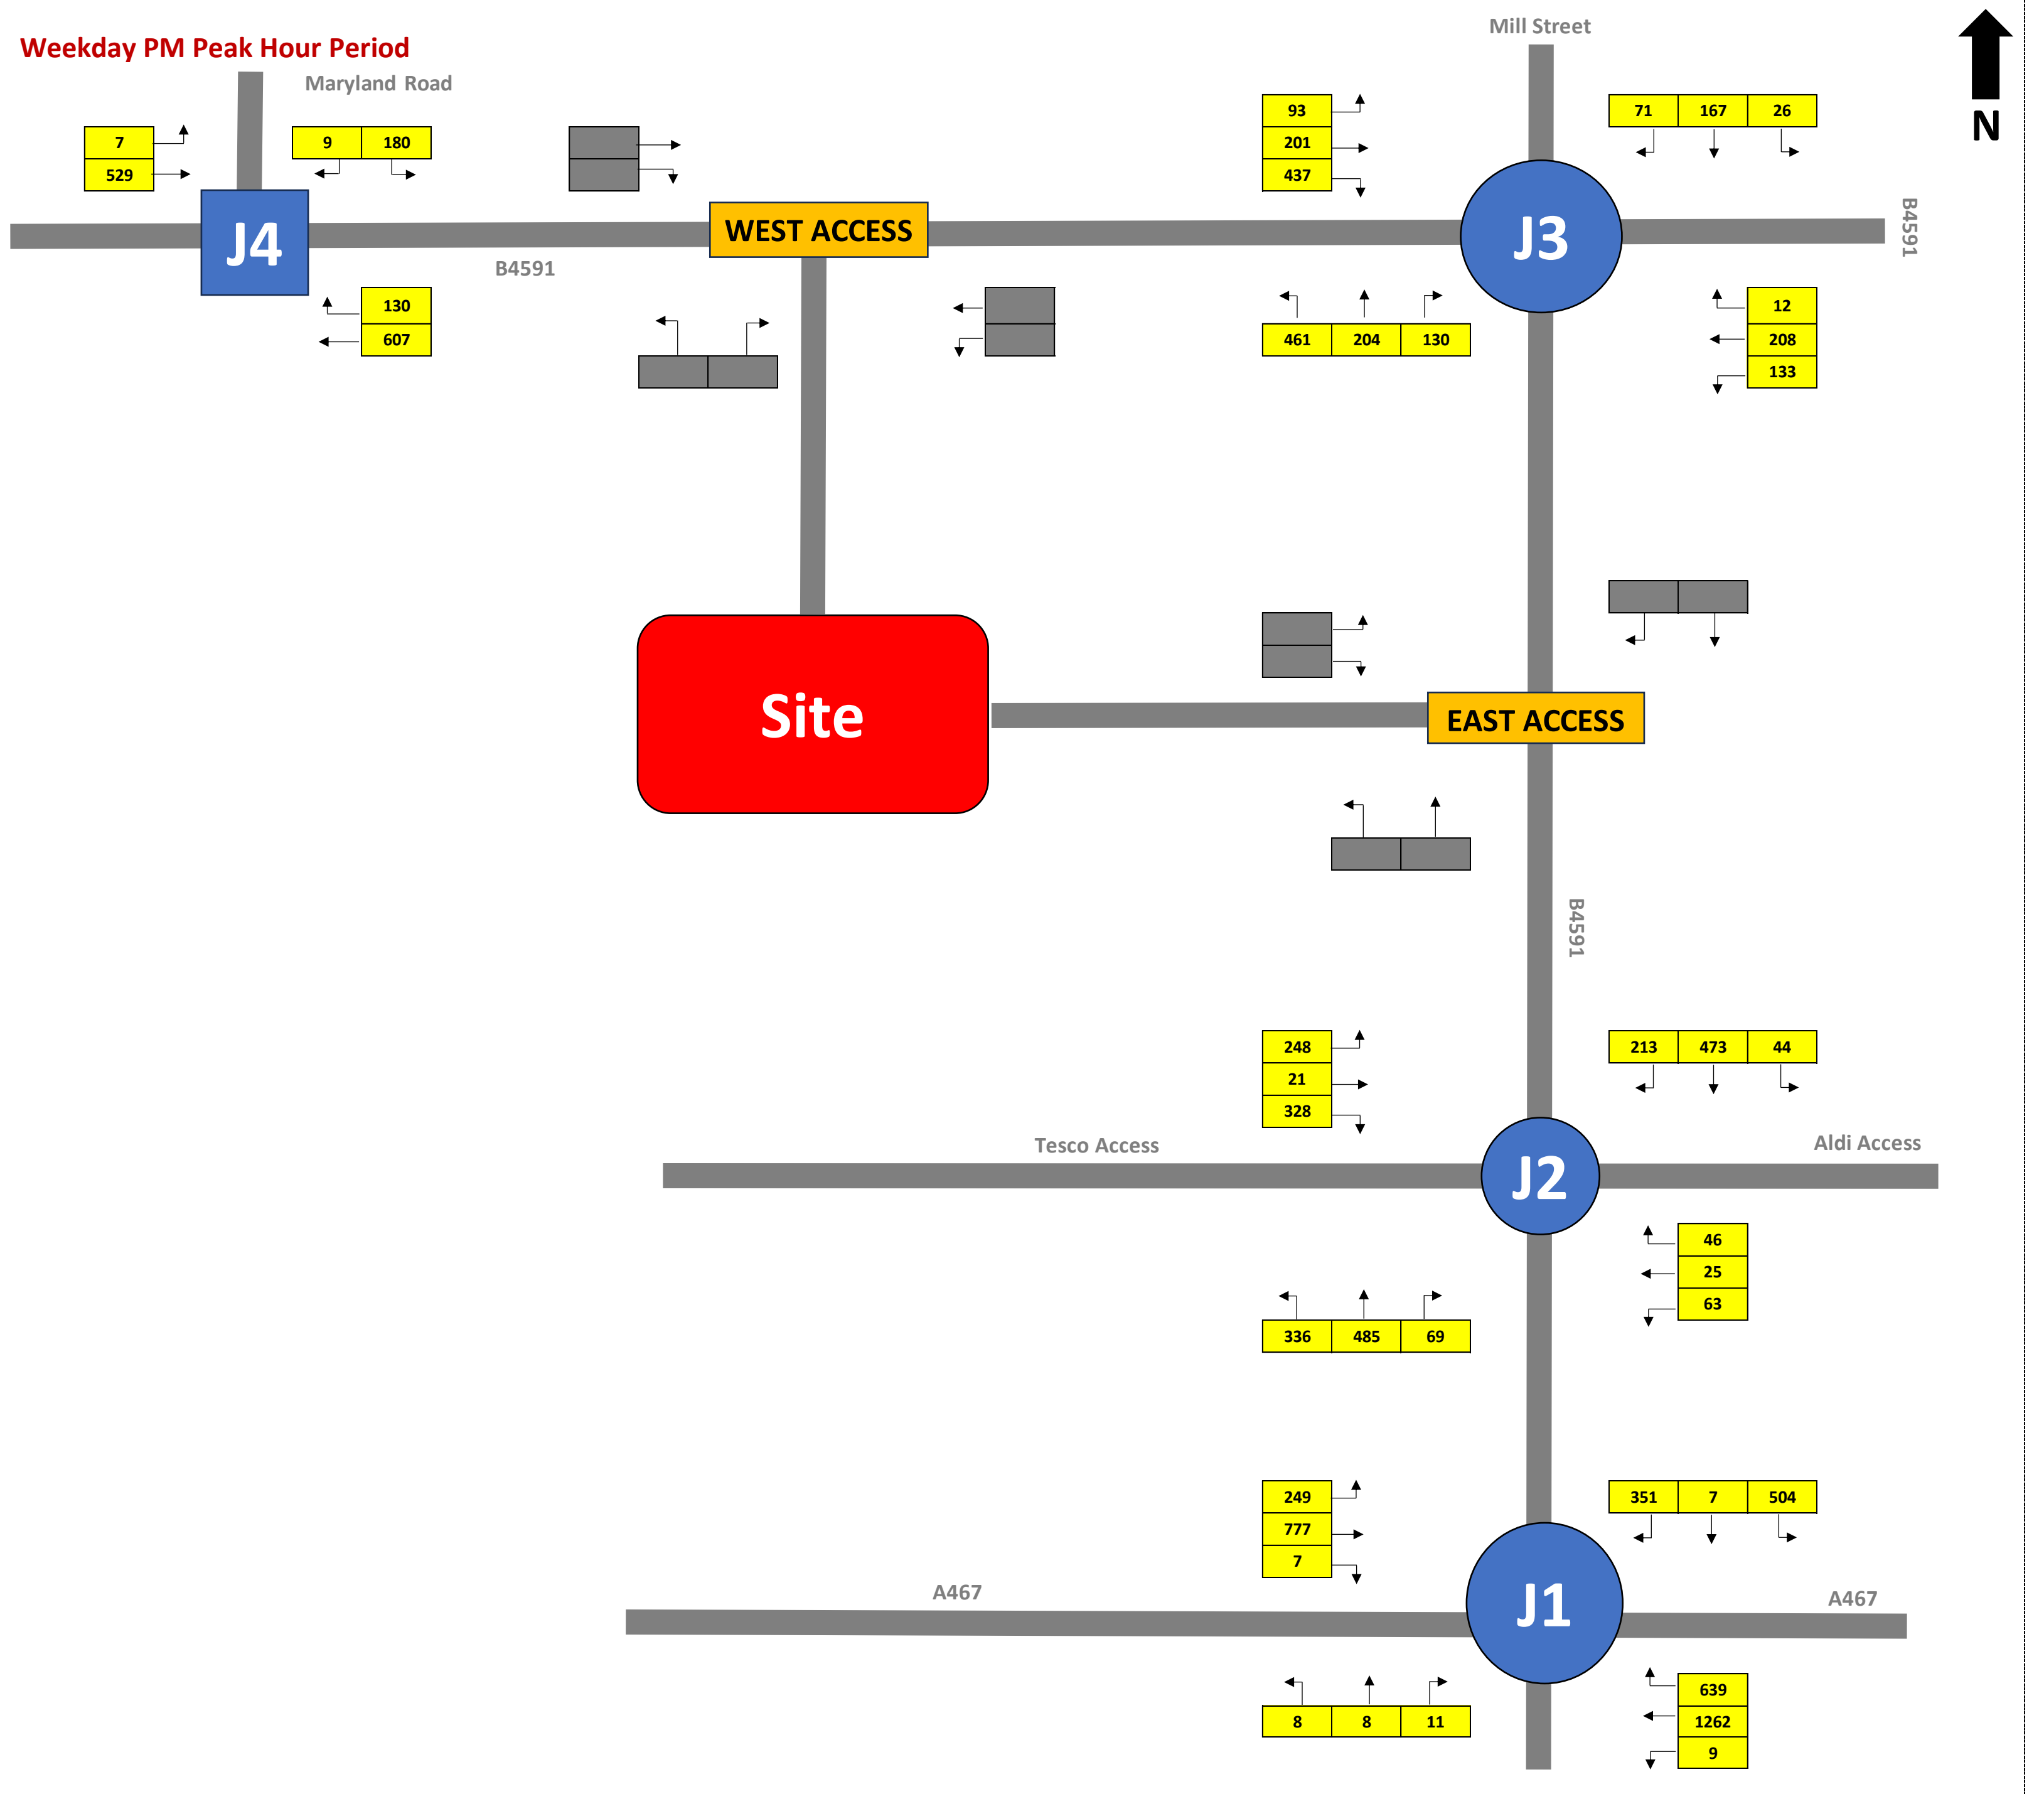 Mill Street
Weekday PM Peak Hour Period
Maryland Road
N
7
529
9 180
93
201
437
71 167 26
J4
WEST ACCESS
J3
B4591
B4591
130
607
461 204 130
12
208
133
Site
EAST ACCESS
B4591
248
21
328
213 473 44
Tesco Access
Aldi Access
J2
46
25
63
336 485 69
249
777
7
351 7 504
A467
A467
J1
8 8 11
639
1262
9